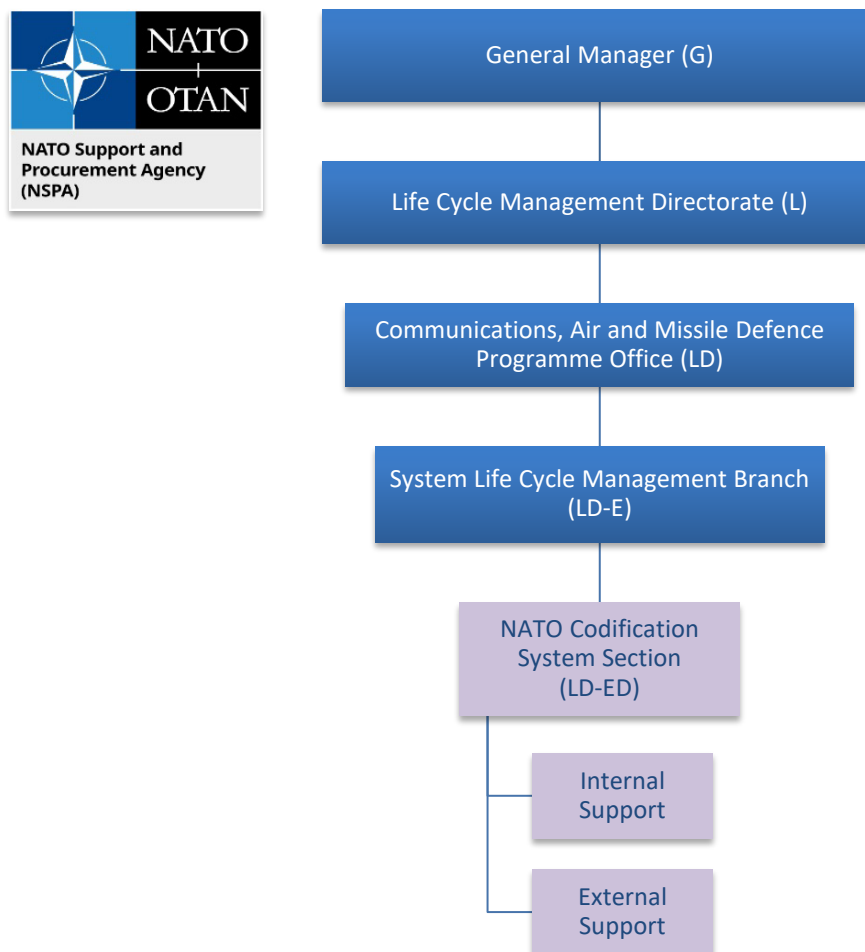 NATO
OTAN
NATO Support and
Procurement Agency
(NSPA)
General Manager (G)
Life Cycle Management Directorate (L)
Communications, Air and Missile Defence
Programme Office (LD)
System Life Cycle Management Branch
(LD-E)
NATO Codification
System Section
(LD-ED)
Internal
Support
External
Support